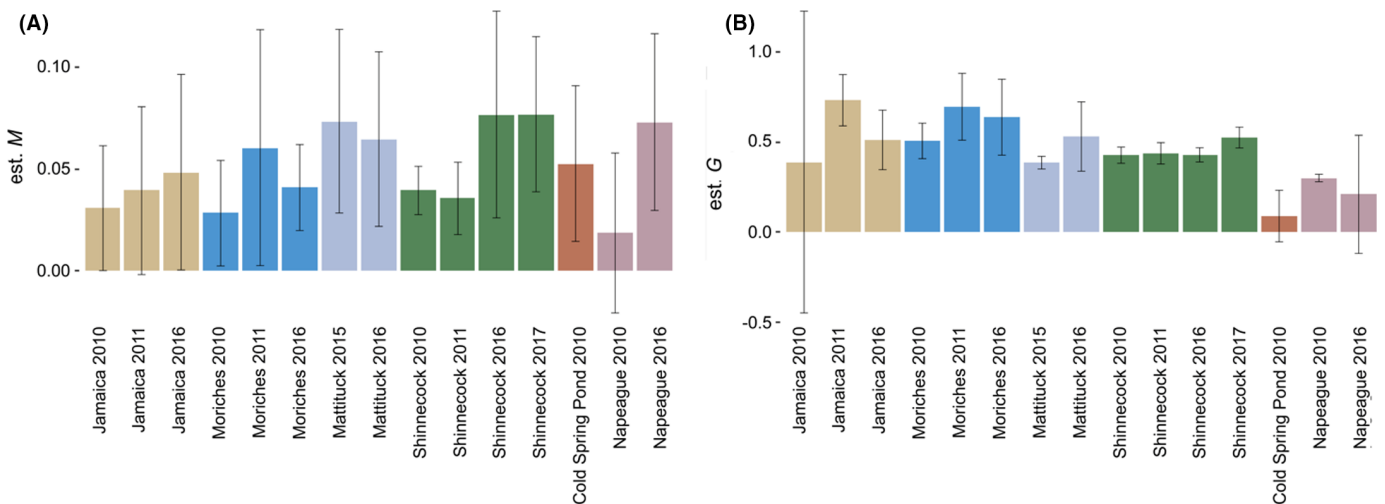 (A)
est. M
0.10
0.05
0.00
Jamaica 2010
Jamaica 2011
Jamaica 2016
Moriches 2010
Moriches 2011
Moriches 2016
Mattituck 2015
Mattituck 2016
Shinnecock 2010
Shinnecock 2011
Shinnecock 2016
Shinnecock 2017
Cold Spring Pond 2010
Napeague 2010
Napeague 2016
(B)
est. G
1.0
0.5
0.0
-0.5
Jamaica 2010
Jamaica 2011
Jamaica 2016
Moriches 2010
Moriches 2011
Moriches 2016
Mattituck 2015
Mattituck 2016
Shinnecock 2010
Shinnecock 2011
Shinnecock 2016
Shinnecock 2017
Cold Spring Pond 2010
Napeague 2010
Napeague 2016